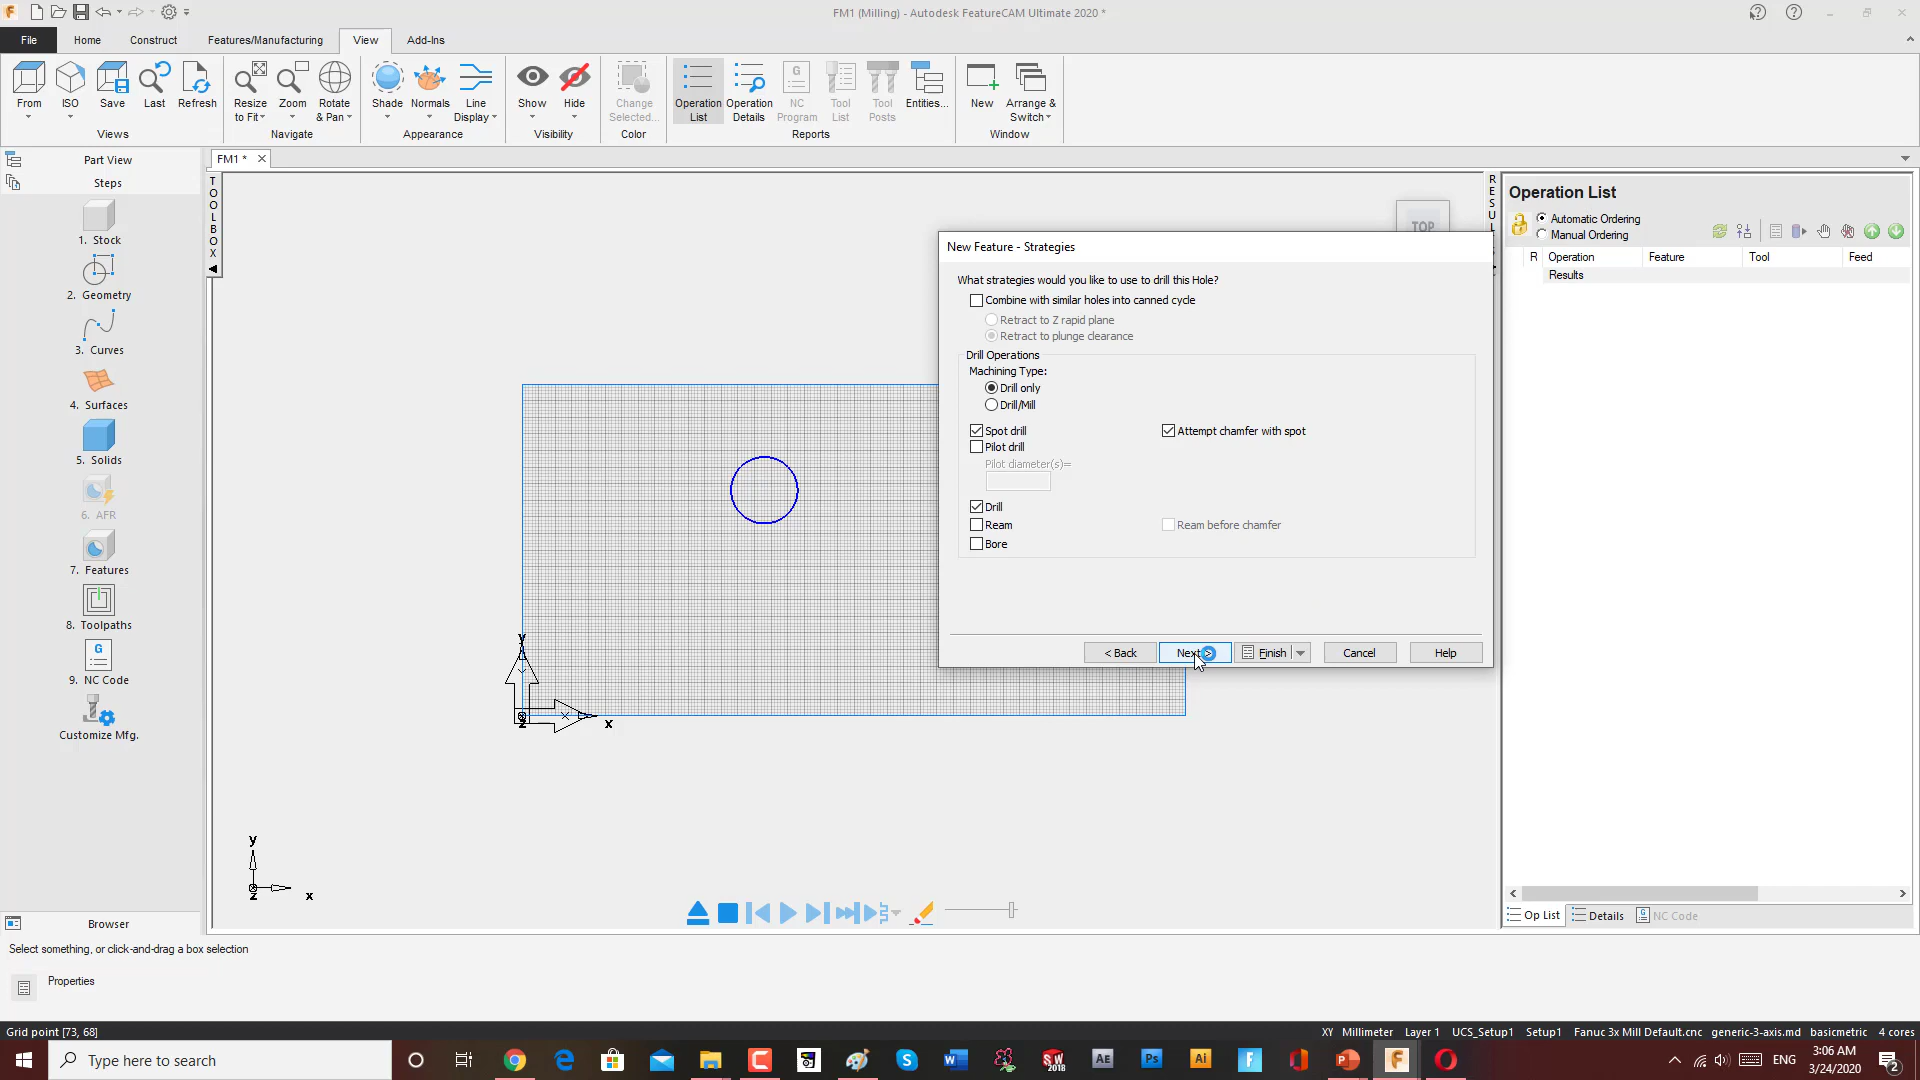 FM1 (Milling) - Autodesk FeatureCAM Ultimate 2020 *
File Home Construct Features/Manufacturing View Add-Ins
From ISO Save Last Refresh
Views
Resize to Fit Zoom Rotate & Pan
Navigate
Shade Normals Line Display
Appearance
Show Hide
Visibility
Change Selected...
Color
Operation List Operation Details NC Program Tool List Tool Posts Entities...
Reports
New Arrange & Switch
Window
Part View
Steps
1. Stock
2. Geometry
3. Curves
4. Surfaces
5. Solids
6. AFR
7. Features
8. Toolpaths
9. NC Code
Customize Mfg.
Browser
FM1 *
TOOLBOX
TOP
RESUL
New Feature - Strategies
What strategies would you like to use to drill this Hole?
Combine with similar holes into canned cycle
Retract to Z rapid plane
Retract to plunge clearance
Drill Operations
Machining Type:
Drill only
Drill/Mill
Spot drill Attempt chamfer with spot
Pilot drill
Pilot diameter(s)=
Drill
Ream Ream before chamfer
Bore
< Back Next > Finish Cancel Help
y
z
x
y
z
x
Operation List
Automatic Ordering
Manual Ordering
R Operation Feature Tool Feed
Results
Op List Details NC Code
Select something, or click-and-drag a box selection
Properties
Grid point [73, 68] XY Millimeter Layer 1 UCS_Setup1 Setup1 Fanuc 3x Mill Default.cnc generic-3-axis.md basicmetric 4 cores
Type here to search
ENG
3:06 AM
3/24/2020
2